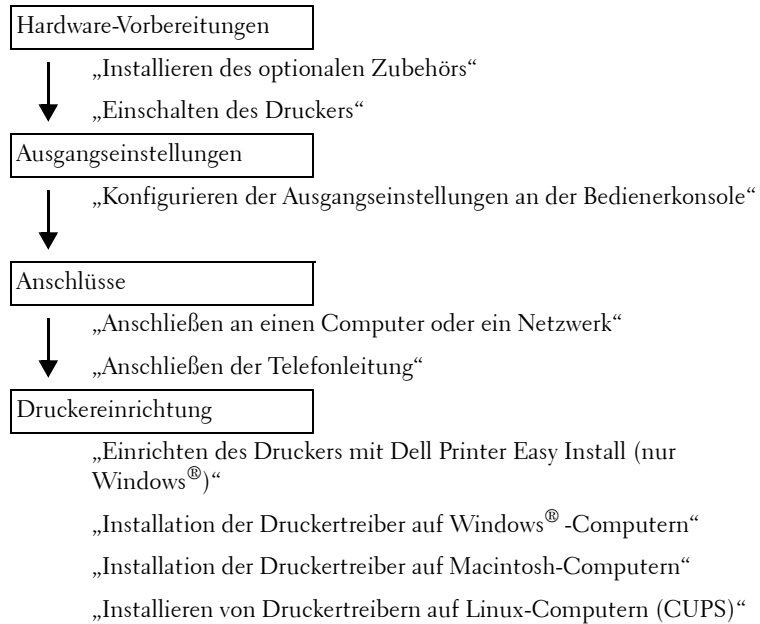 Hardware-Vorbereitungen
„Installieren des optionalen Zubehörs“
„Einschalten des Druckers“
Ausgangseinstellungen
„Konfigurieren der Ausgangseinstellungen an der Bedienerkonsole“
Anschlüsse
„Anschließen an einen Computer oder ein Netzwerk“
„Anschließen der Telefonleitung“
Druckereinrichtung
„Einrichten des Druckers mit Dell Printer Easy Install (nur
Windows®)“
„Installation der Druckertreiber auf Windows® -Computern“
„Installation der Druckertreiber auf Macintosh-Computern“
„Installieren von Druckertreibern auf Linux-Computern (CUPS)“